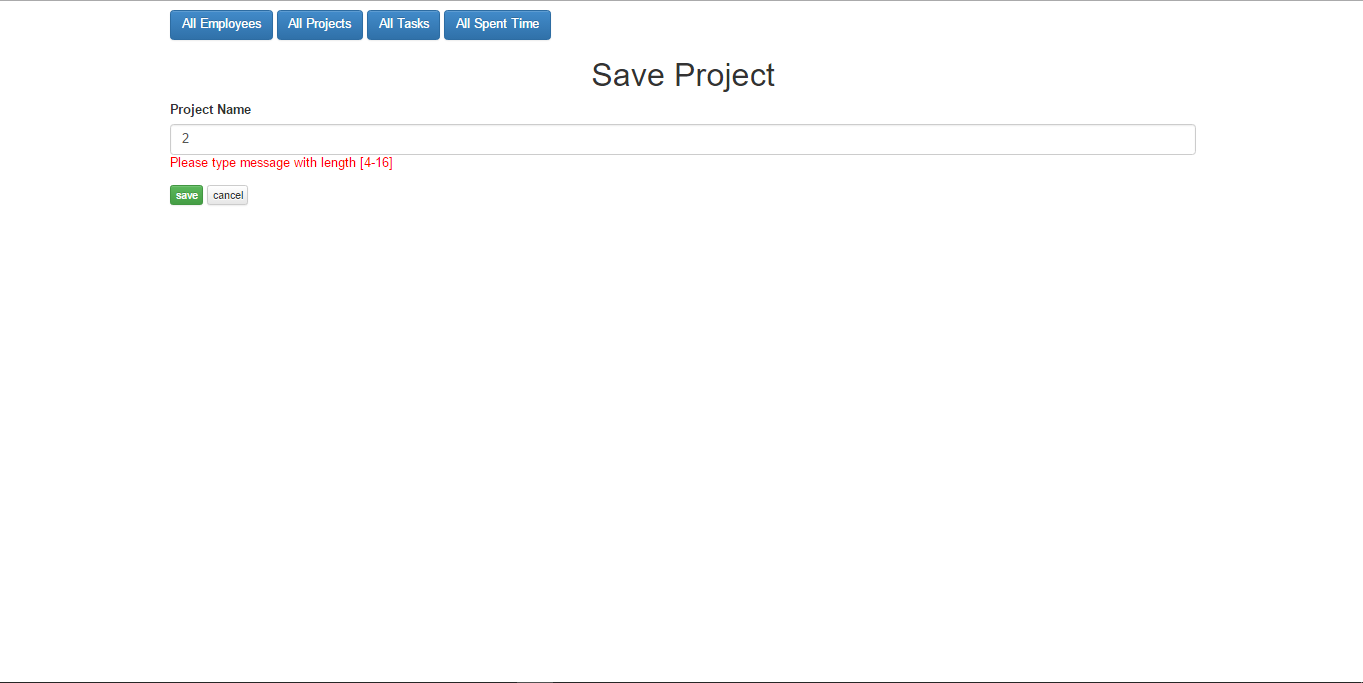 All Employees All Projects All Tasks All Spent Time
Save Project
Project Name
2
Please type message with length [4-16]
save cancel